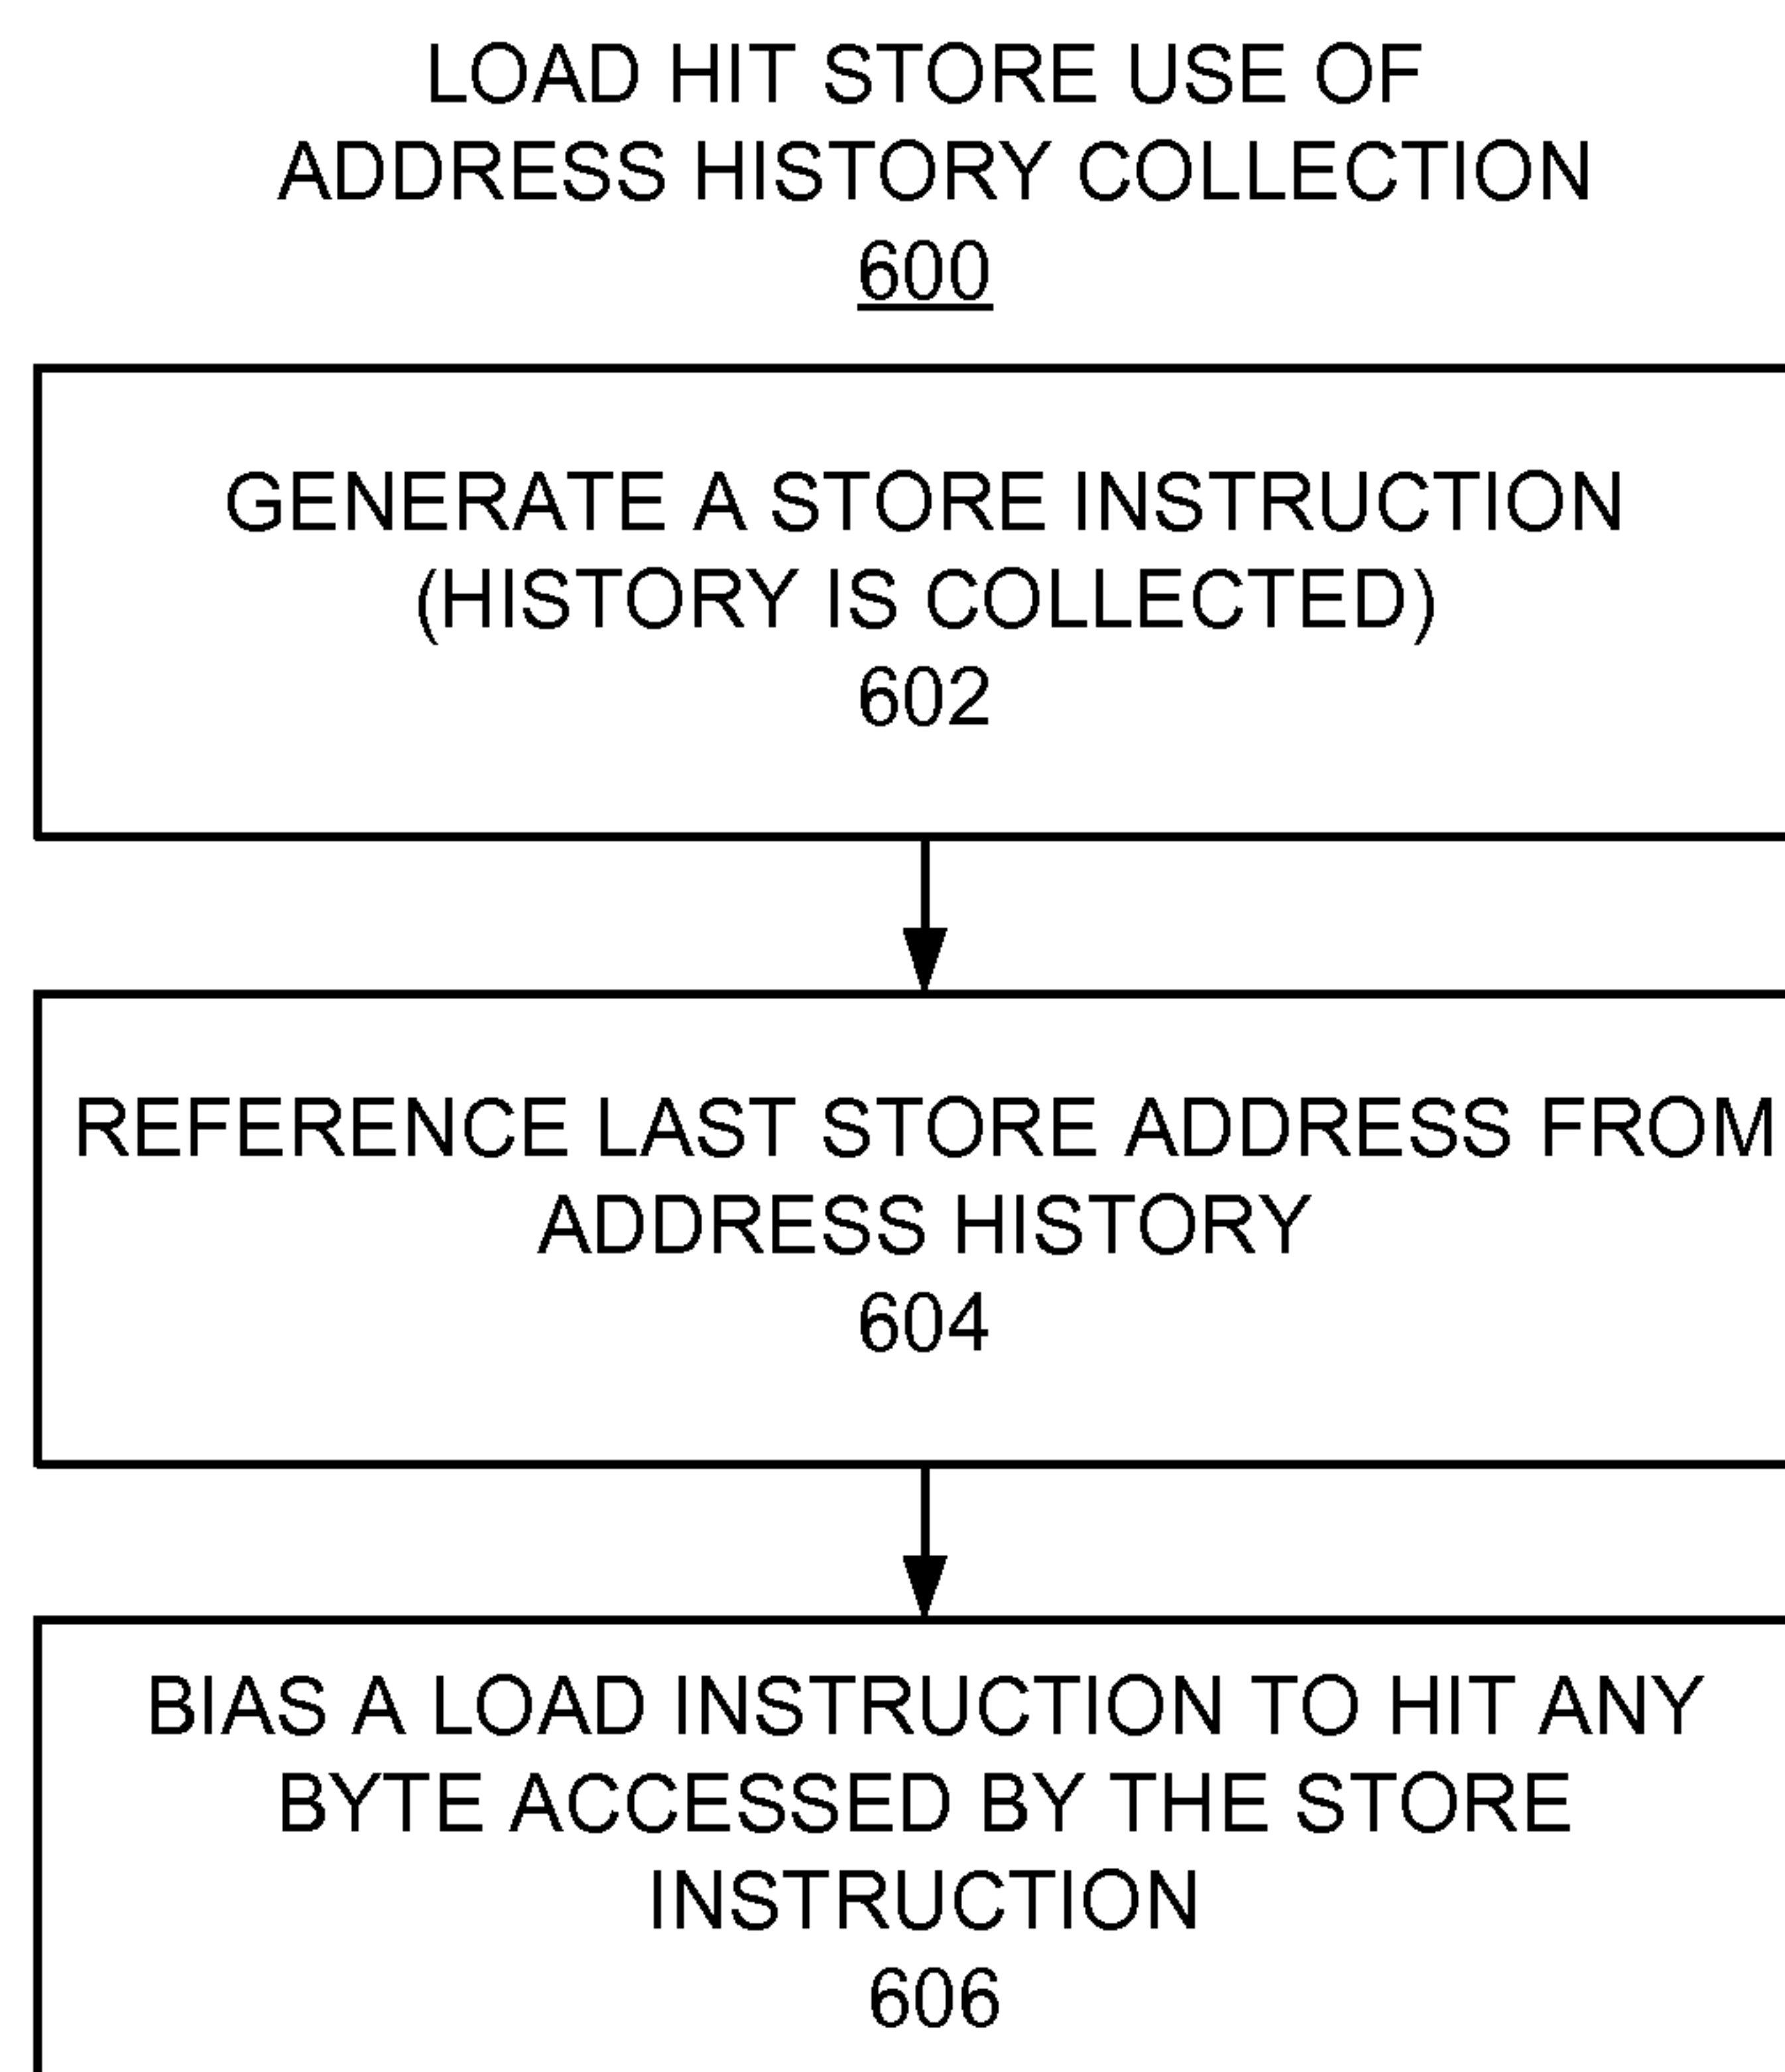 LOAD HIT STORE USE OF
ADDRESS HISTORY COLLECTION
600
GENERATE A STORE INSTRUCTION
(HISTORY IS COLLECTED)
602
REFERENCE LAST STORE ADDRESS FROM
ADDRESS HISTORY
604
BIAS A LOAD INSTRUCTION TO HIT ANY
BYTE ACCESSED BY THE STORE
INSTRUCTION
606